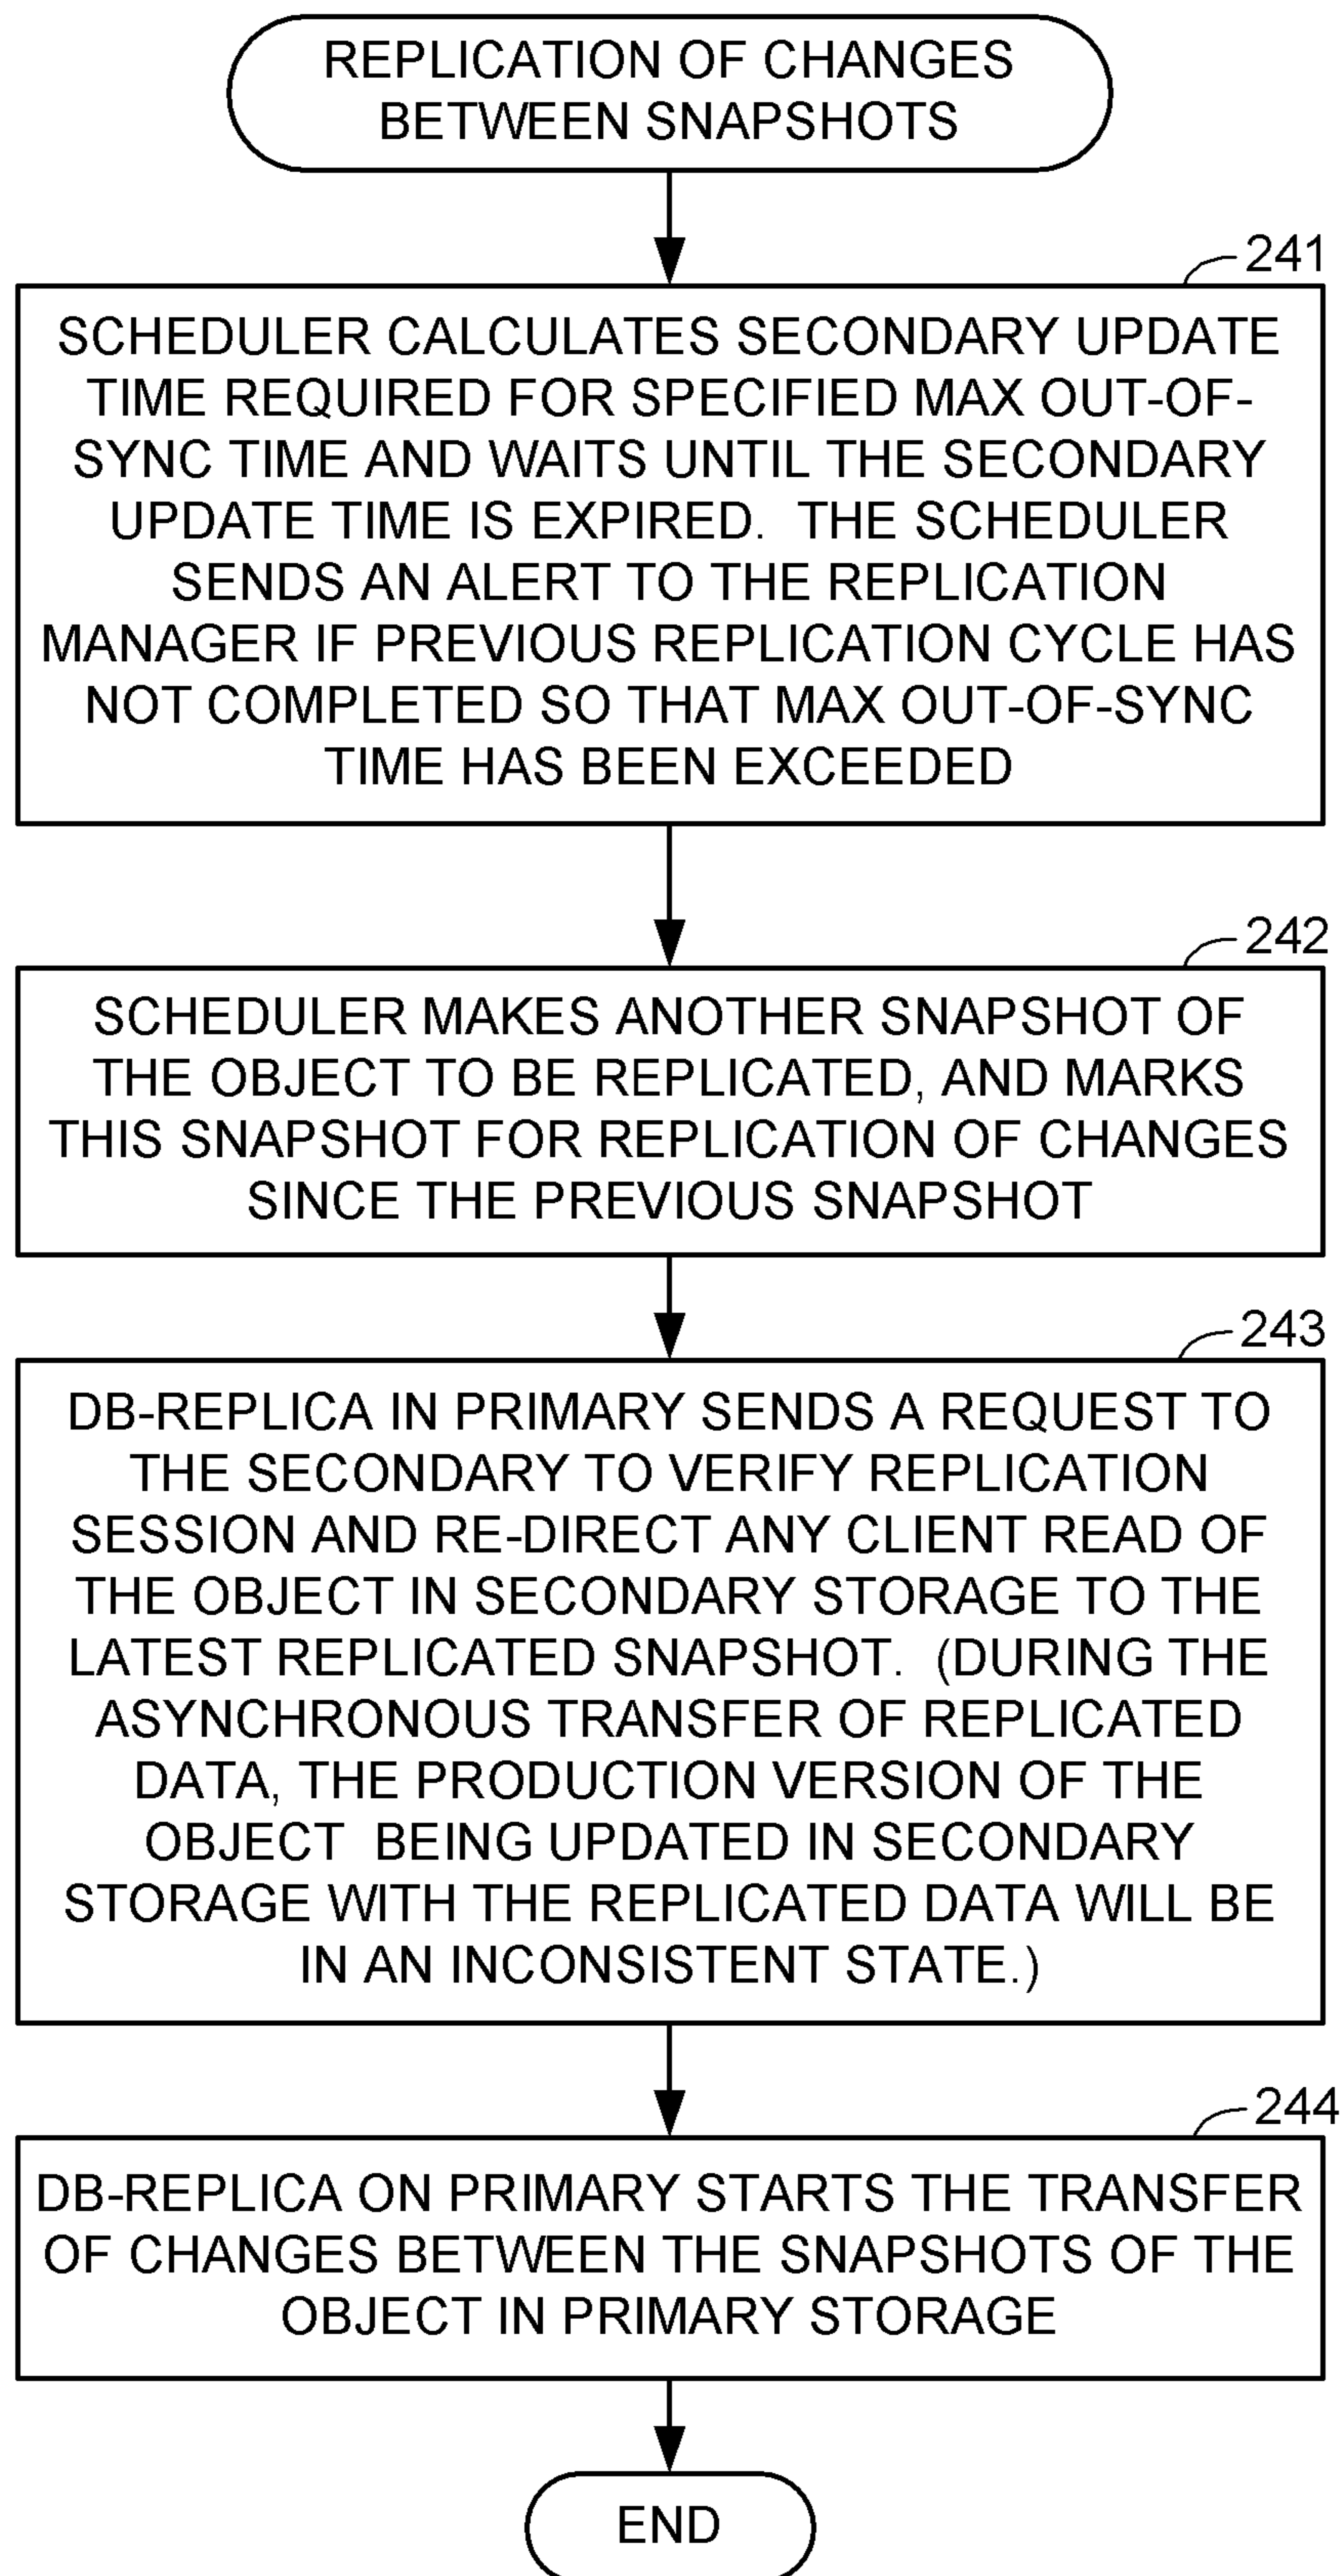 REPLICATION OF CHANGES
BETWEEN SNAPSHOTS
241
SCHEDULER CALCULATES SECONDARY UPDATE
TIME REQUIRED FOR SPECIFIED MAX OUT-OF-
SYNC TIME AND WAITS UNTIL THE SECONDARY
UPDATE TIME IS EXPIRED. THE SCHEDULER
SENDS AN ALERT TO THE REPLICATION
MANAGER IF PREVIOUS REPLICATION CYCLE HAS
NOT COMPLETED SO THAT MAX OUT-OF-SYNC
TIME HAS BEEN EXCEEDED
242
SCHEDULER MAKES ANOTHER SNAPSHOT OF
THE OBJECT TO BE REPLICATED, AND MARKS
THIS SNAPSHOT FOR REPLICATION OF CHANGES
SINCE THE PREVIOUS SNAPSHOT
243
DB-REPLICA IN PRIMARY SENDS A REQUEST TO
THE SECONDARY TO VERIFY REPLICATION
SESSION AND RE-DIRECT ANY CLIENT READ OF
THE OBJECT IN SECONDARY STORAGE TO THE
LATEST REPLICATED SNAPSHOT. (DURING THE
ASYNCHRONOUS TRANSFER OF REPLICATED
DATA, THE PRODUCTION VERSION OF THE
OBJECT BEING UPDATED IN SECONDARY
STORAGE WITH THE REPLICATED DATA WILL BE
IN AN INCONSISTENT STATE.)
244
DB-REPLICA ON PRIMARY STARTS THE TRANSFER
OF CHANGES BETWEEN THE SNAPSHOTS OF THE
OBJECT IN PRIMARY STORAGE
END